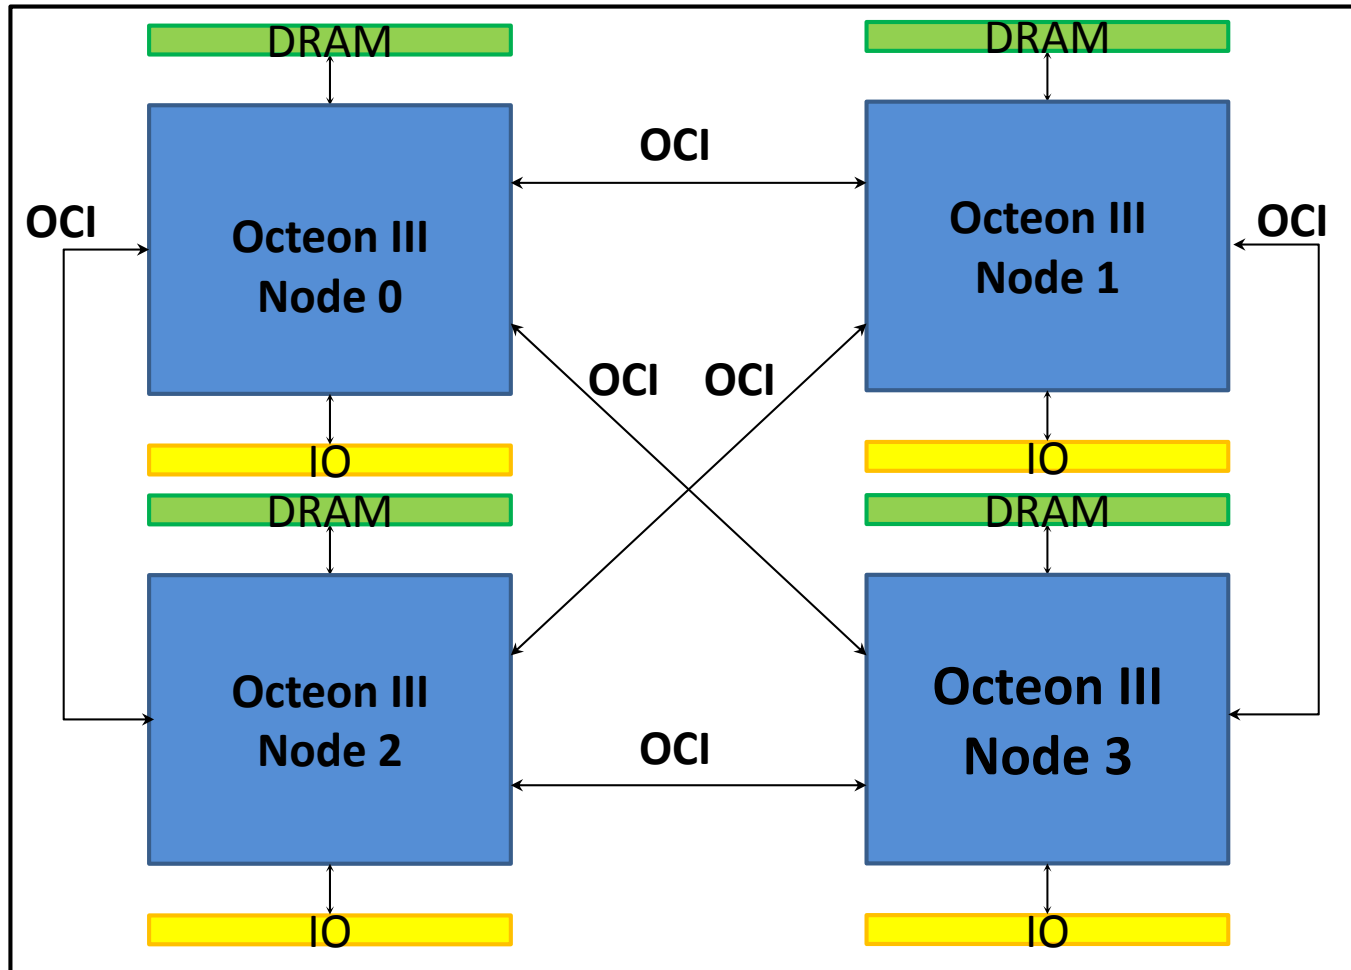 DRAM
DRAM
OCI
OCI
Octeon III
Node 0
Octeon III
Node 1
OCI
OCI
OCI
IO
IO
DRAM
DRAM
Octeon III
Node 2
OCI
Octeon III
Node 3
IO
IO